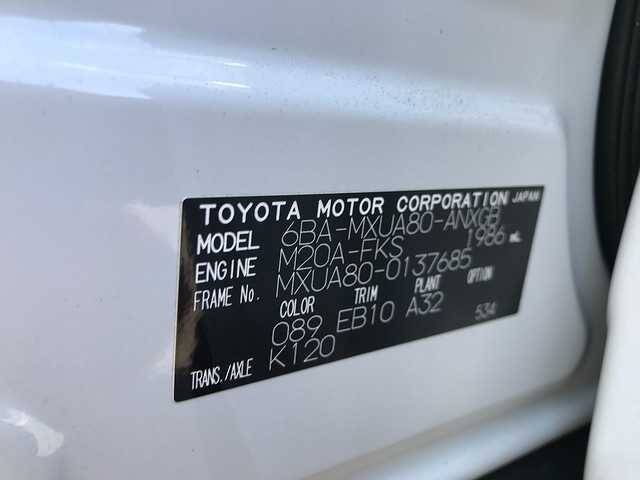 TOYOTA MOTOR CORPORATION JAPAN
MODEL 6BA-MXUA80-ANXGB
ENGINE M20A-FKS 1986 mL
FRAME No. MXUA80-0137685
COLOR TRIM PLANT OPTION
089 EB10 A32
TRANS./AXLE K120 534